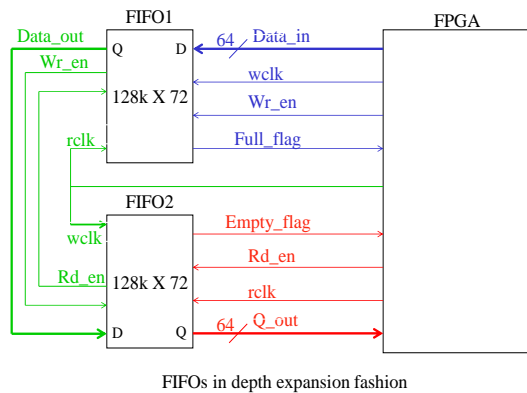 FIFO1
FPGA
Data_out
Q
D
64
Data_in
Wr_en
wclk
128k X 72
Wr_en
rclk
Full_flag
FIFO2
Empty_flag
wclk
Rd_en
Rd_en
128k X 72
rclk
D
Q
64
Q_out
FIFOs in depth expansion fashion